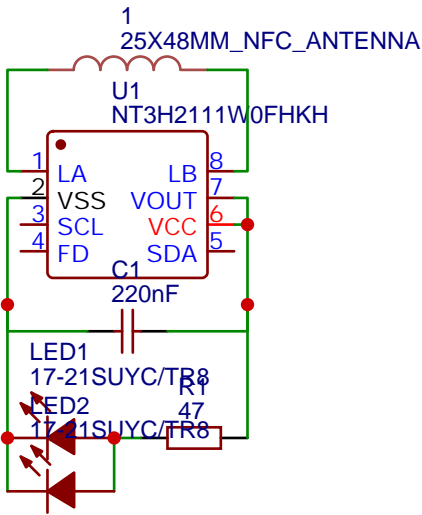 1
25X48MM_NFC_ANTENNA
U1
NT3H2111W0FHKH
1 LA LB 8
2 VSS VOUT 7
3 SCL VCC 6
4 FD SDA 5
C1
220nF
LED1
17-21SUYC/TR8
R1
LED2
47
17-21SUYC/TR8